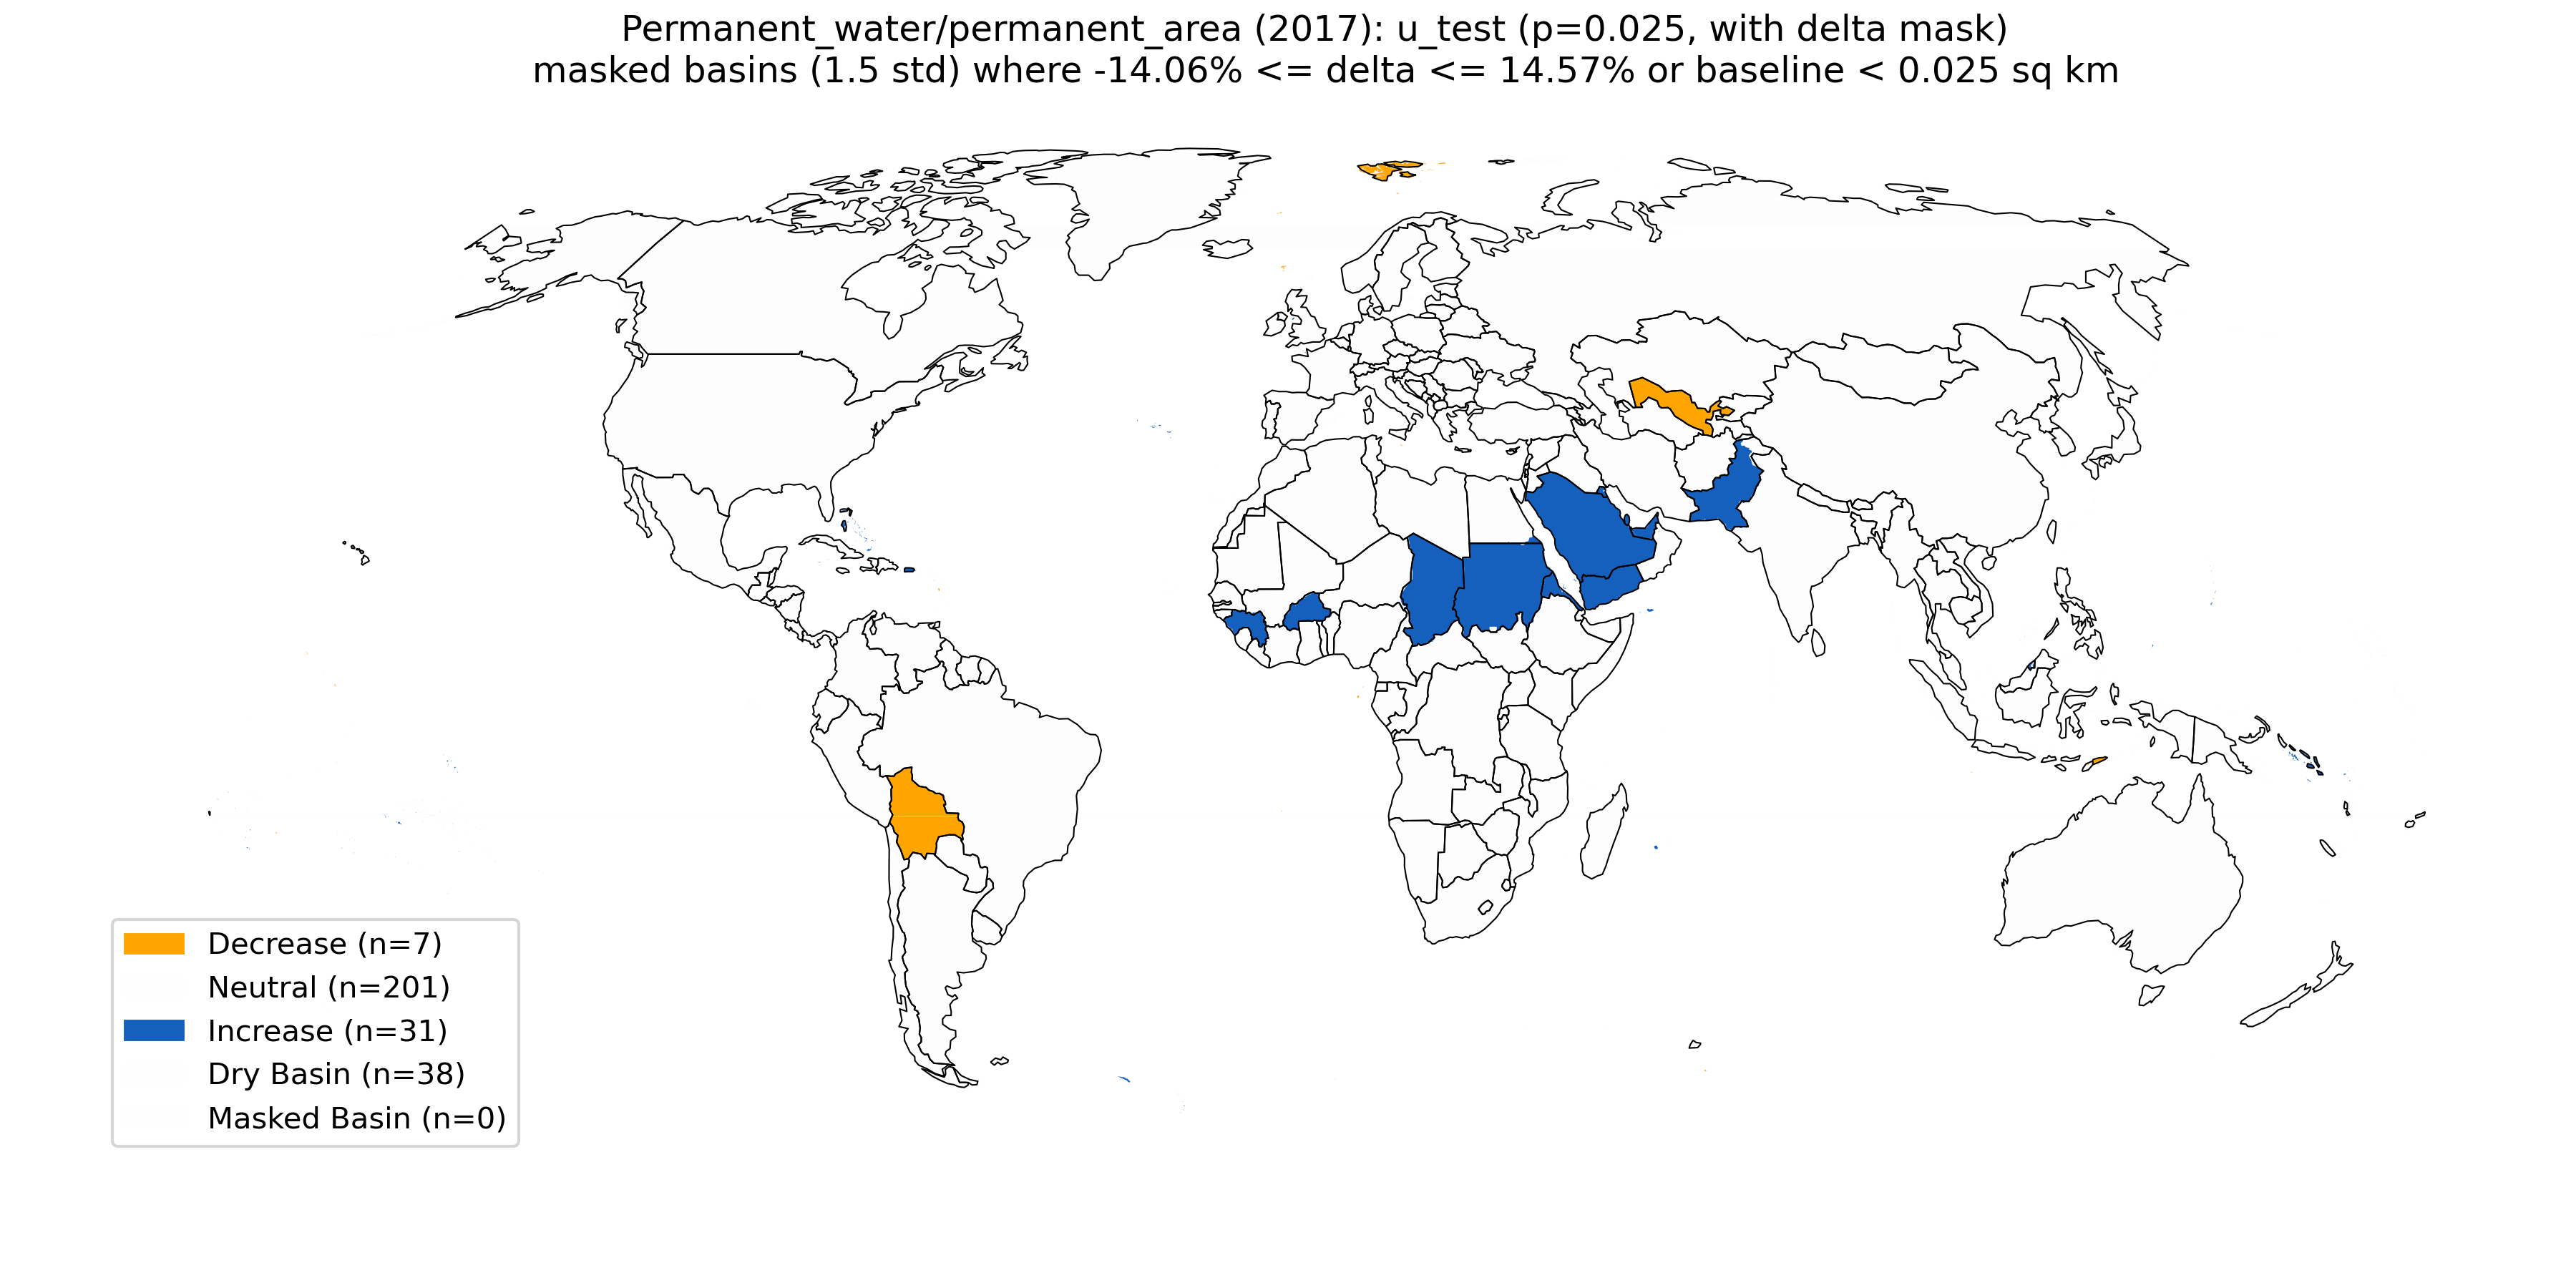 Permanent_water/permanent_area (2017): u_test (p=0.025, with delta mask)
masked basins (1.5 std) where -14.06% <= delta <= 14.57% or baseline < 0.025 sq km
Decrease (n=7)
Neutral (n=201)
Increase (n=31)
Dry Basin (n=38)
Masked Basin (n=0)